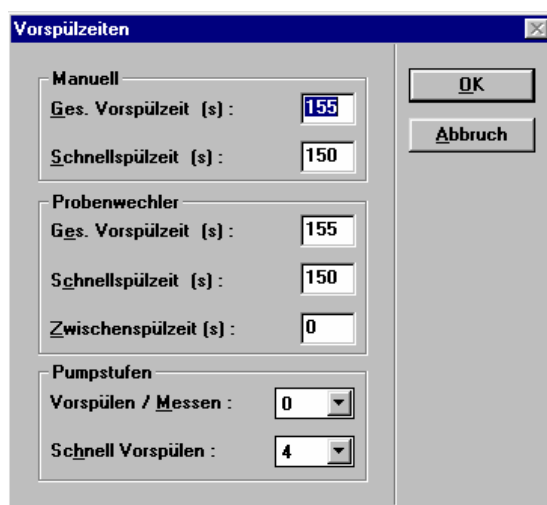 Vorspülzeiten
Manuell
Ges. Vorspülzeit (s) : 155
Schnellspülzeit (s) : 150
Probenwechler
Ges. Vorspülzeit (s) : 155
Schnellspülzeit (s) : 150
Zwischenspülzeit (s) : 0
Pumpstufen
Vorspülen / Messen : 0
Schnell Vorspülen : 4
OK
Abbruch